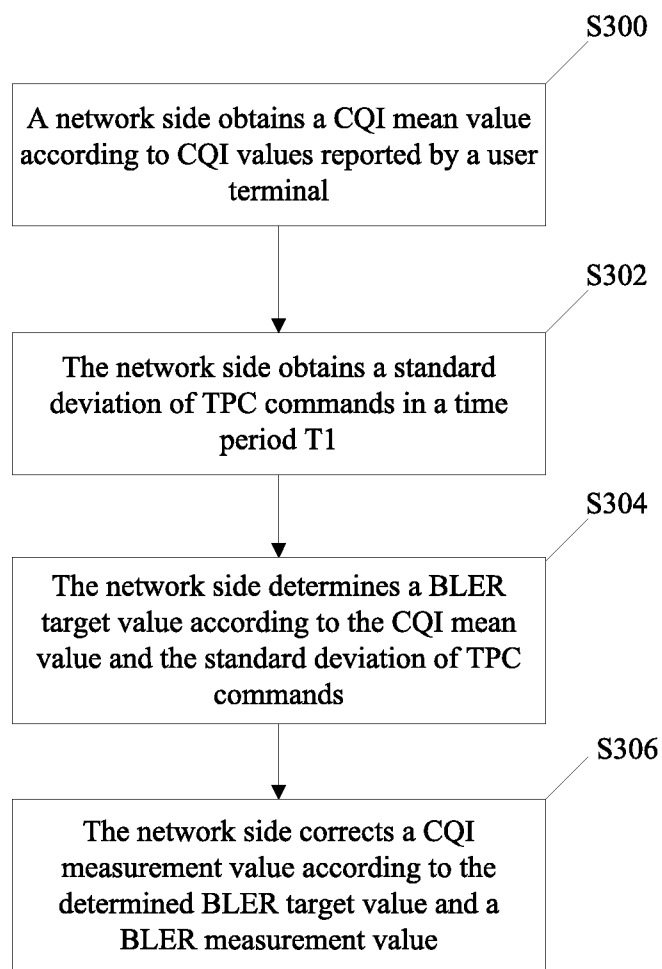 S300
A network side obtains a CQI mean value
according to CQI values reported by a user
terminal
S302
The network side obtains a standard
deviation of TPC commands in a time
period T1
S304
The network side determines a BLER
target value according to the CQI mean
value and the standard deviation of TPC
commands
S306
The network side corrects a CQI
measurement value according to the
determined BLER target value and a
BLER measurement value